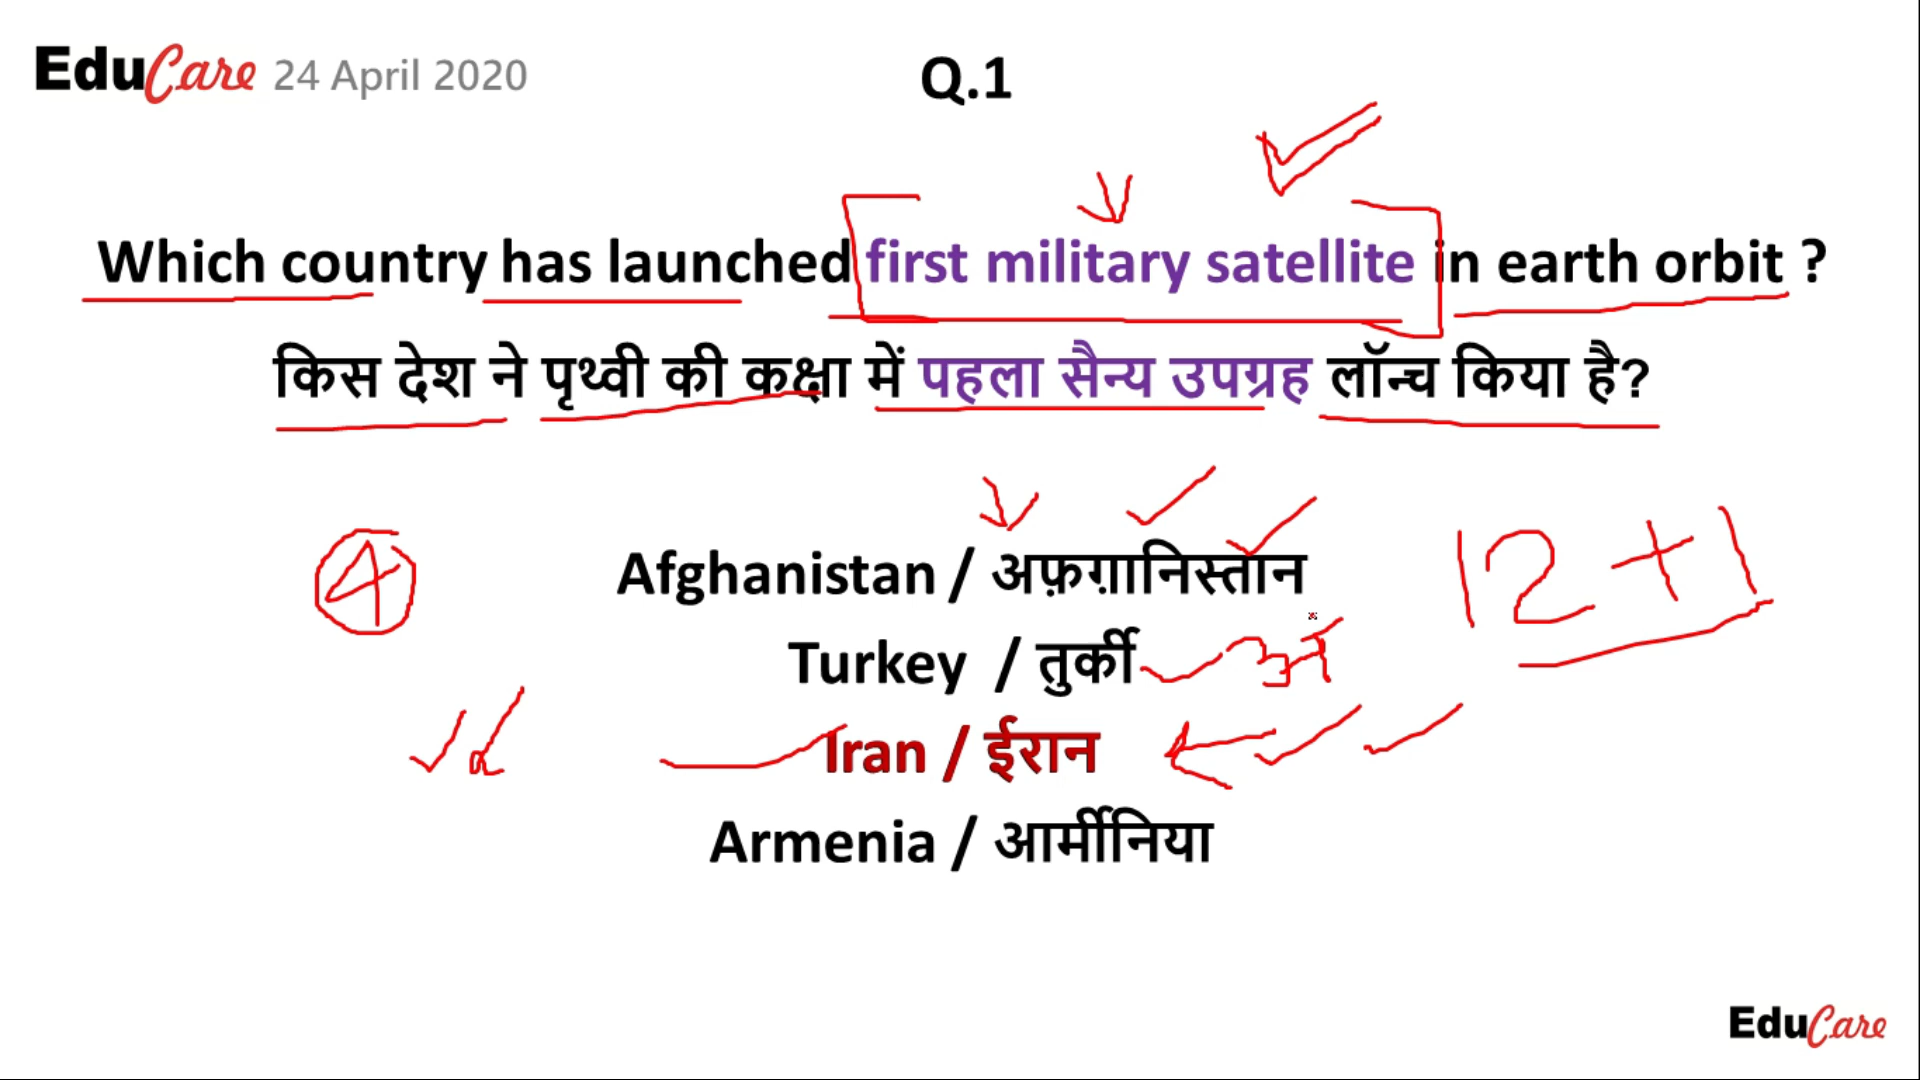 EduCare 24 April 2020
Q.1
Which country has launched first military satellite in earth orbit ?
किस देश ने पृथ्वी की कक्षा में पहला सैन्य उपग्रह लॉन्च किया है?
4
12+1
Afghanistan / अफ़ग़ानिस्तान
Turkey / तुर्की
Iran / ईरान
Armenia / आर्मीनिया
EduCare